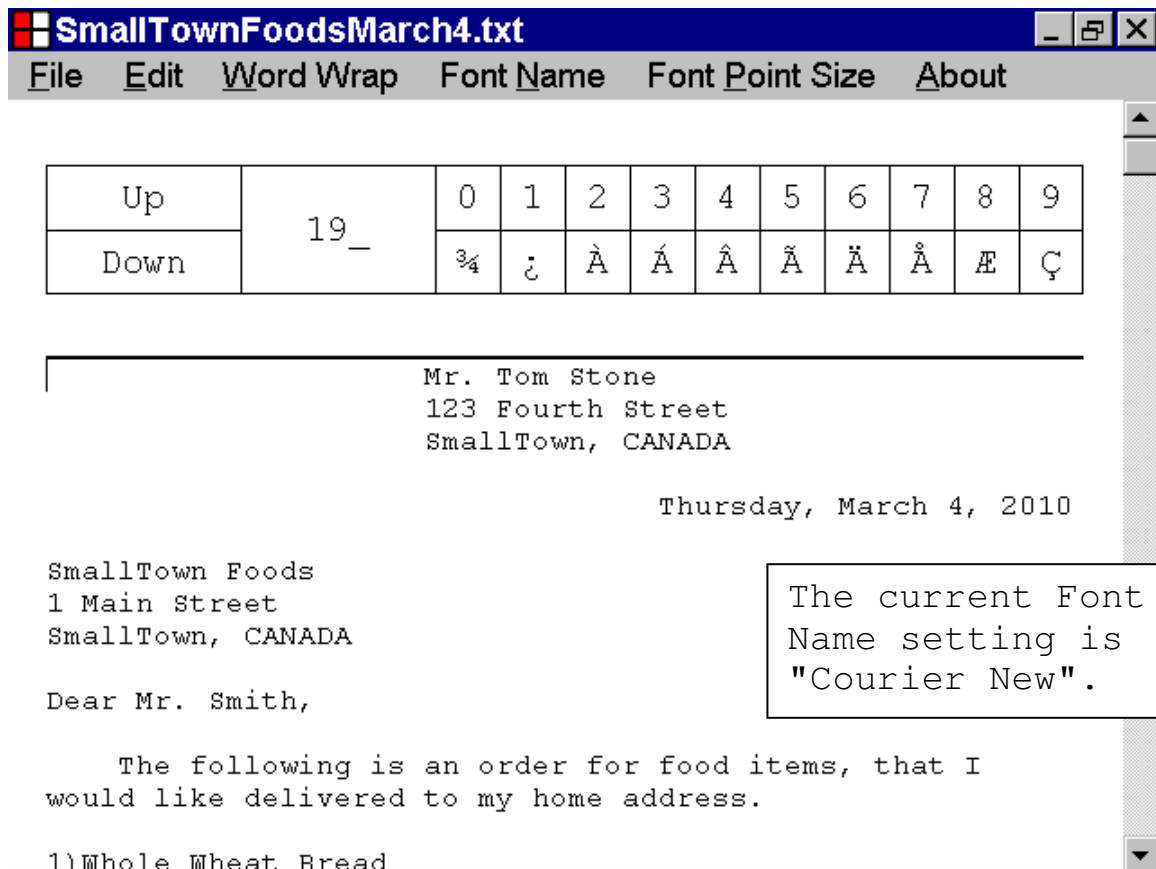 SmallTownFoodsMarch4.txt
File Edit Word Wrap Font Name Font Point Size About
Up 19_ 0 1 2 3 4 5 6 7 8 9
Down ¾ ¿ À Á Â Ã Ä Å Æ Ç
Mr. Tom Stone
123 Fourth Street
SmallTown, CANADA
Thursday, March 4, 2010
SmallTown Foods
1 Main Street
SmallTown, CANADA
The current Font
Name setting is
"Courier New".
Dear Mr. Smith,
The following is an order for food items, that I
would like delivered to my home address.
1)Whole Wheat Bread